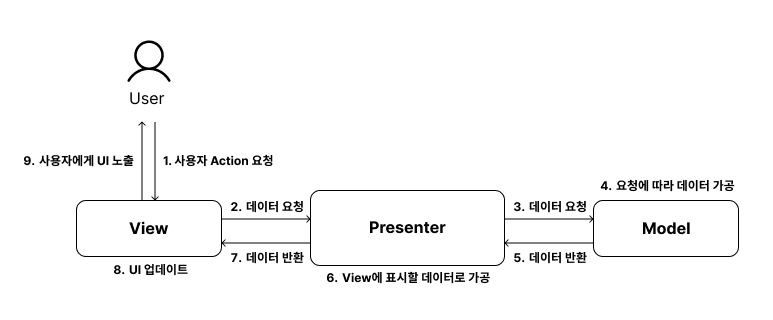 User
9. 사용자에게 UI 노출
1. 사용자 Action 요청
4. 요청에 따라 데이터 가공
2. 데이터 요청
3. 데이터 요청
View
Presenter
Model
7. 데이터 반환
5. 데이터 반환
8. UI 업데이트
6. View에 표시할 데이터로 가공